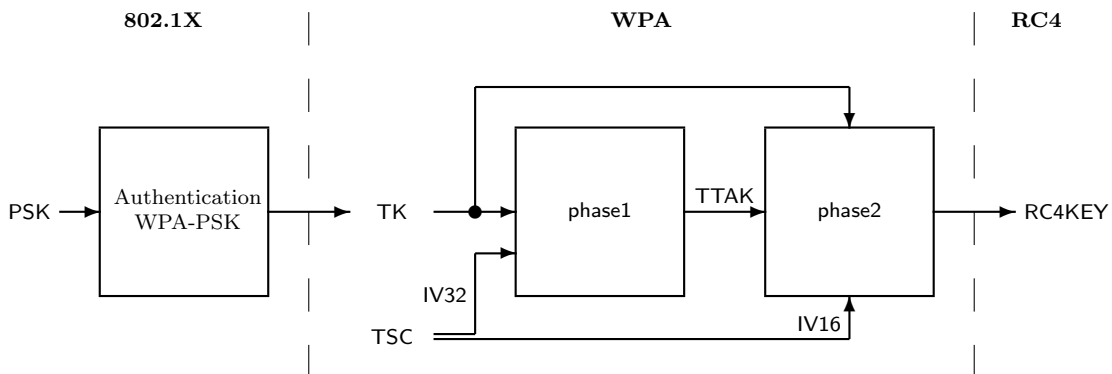 802.1X
WPA
RC4
PSK
Authentication
WPA-PSK
TK
phase1
TTAK
phase2
RC4KEY
IV32
IV16
TSC